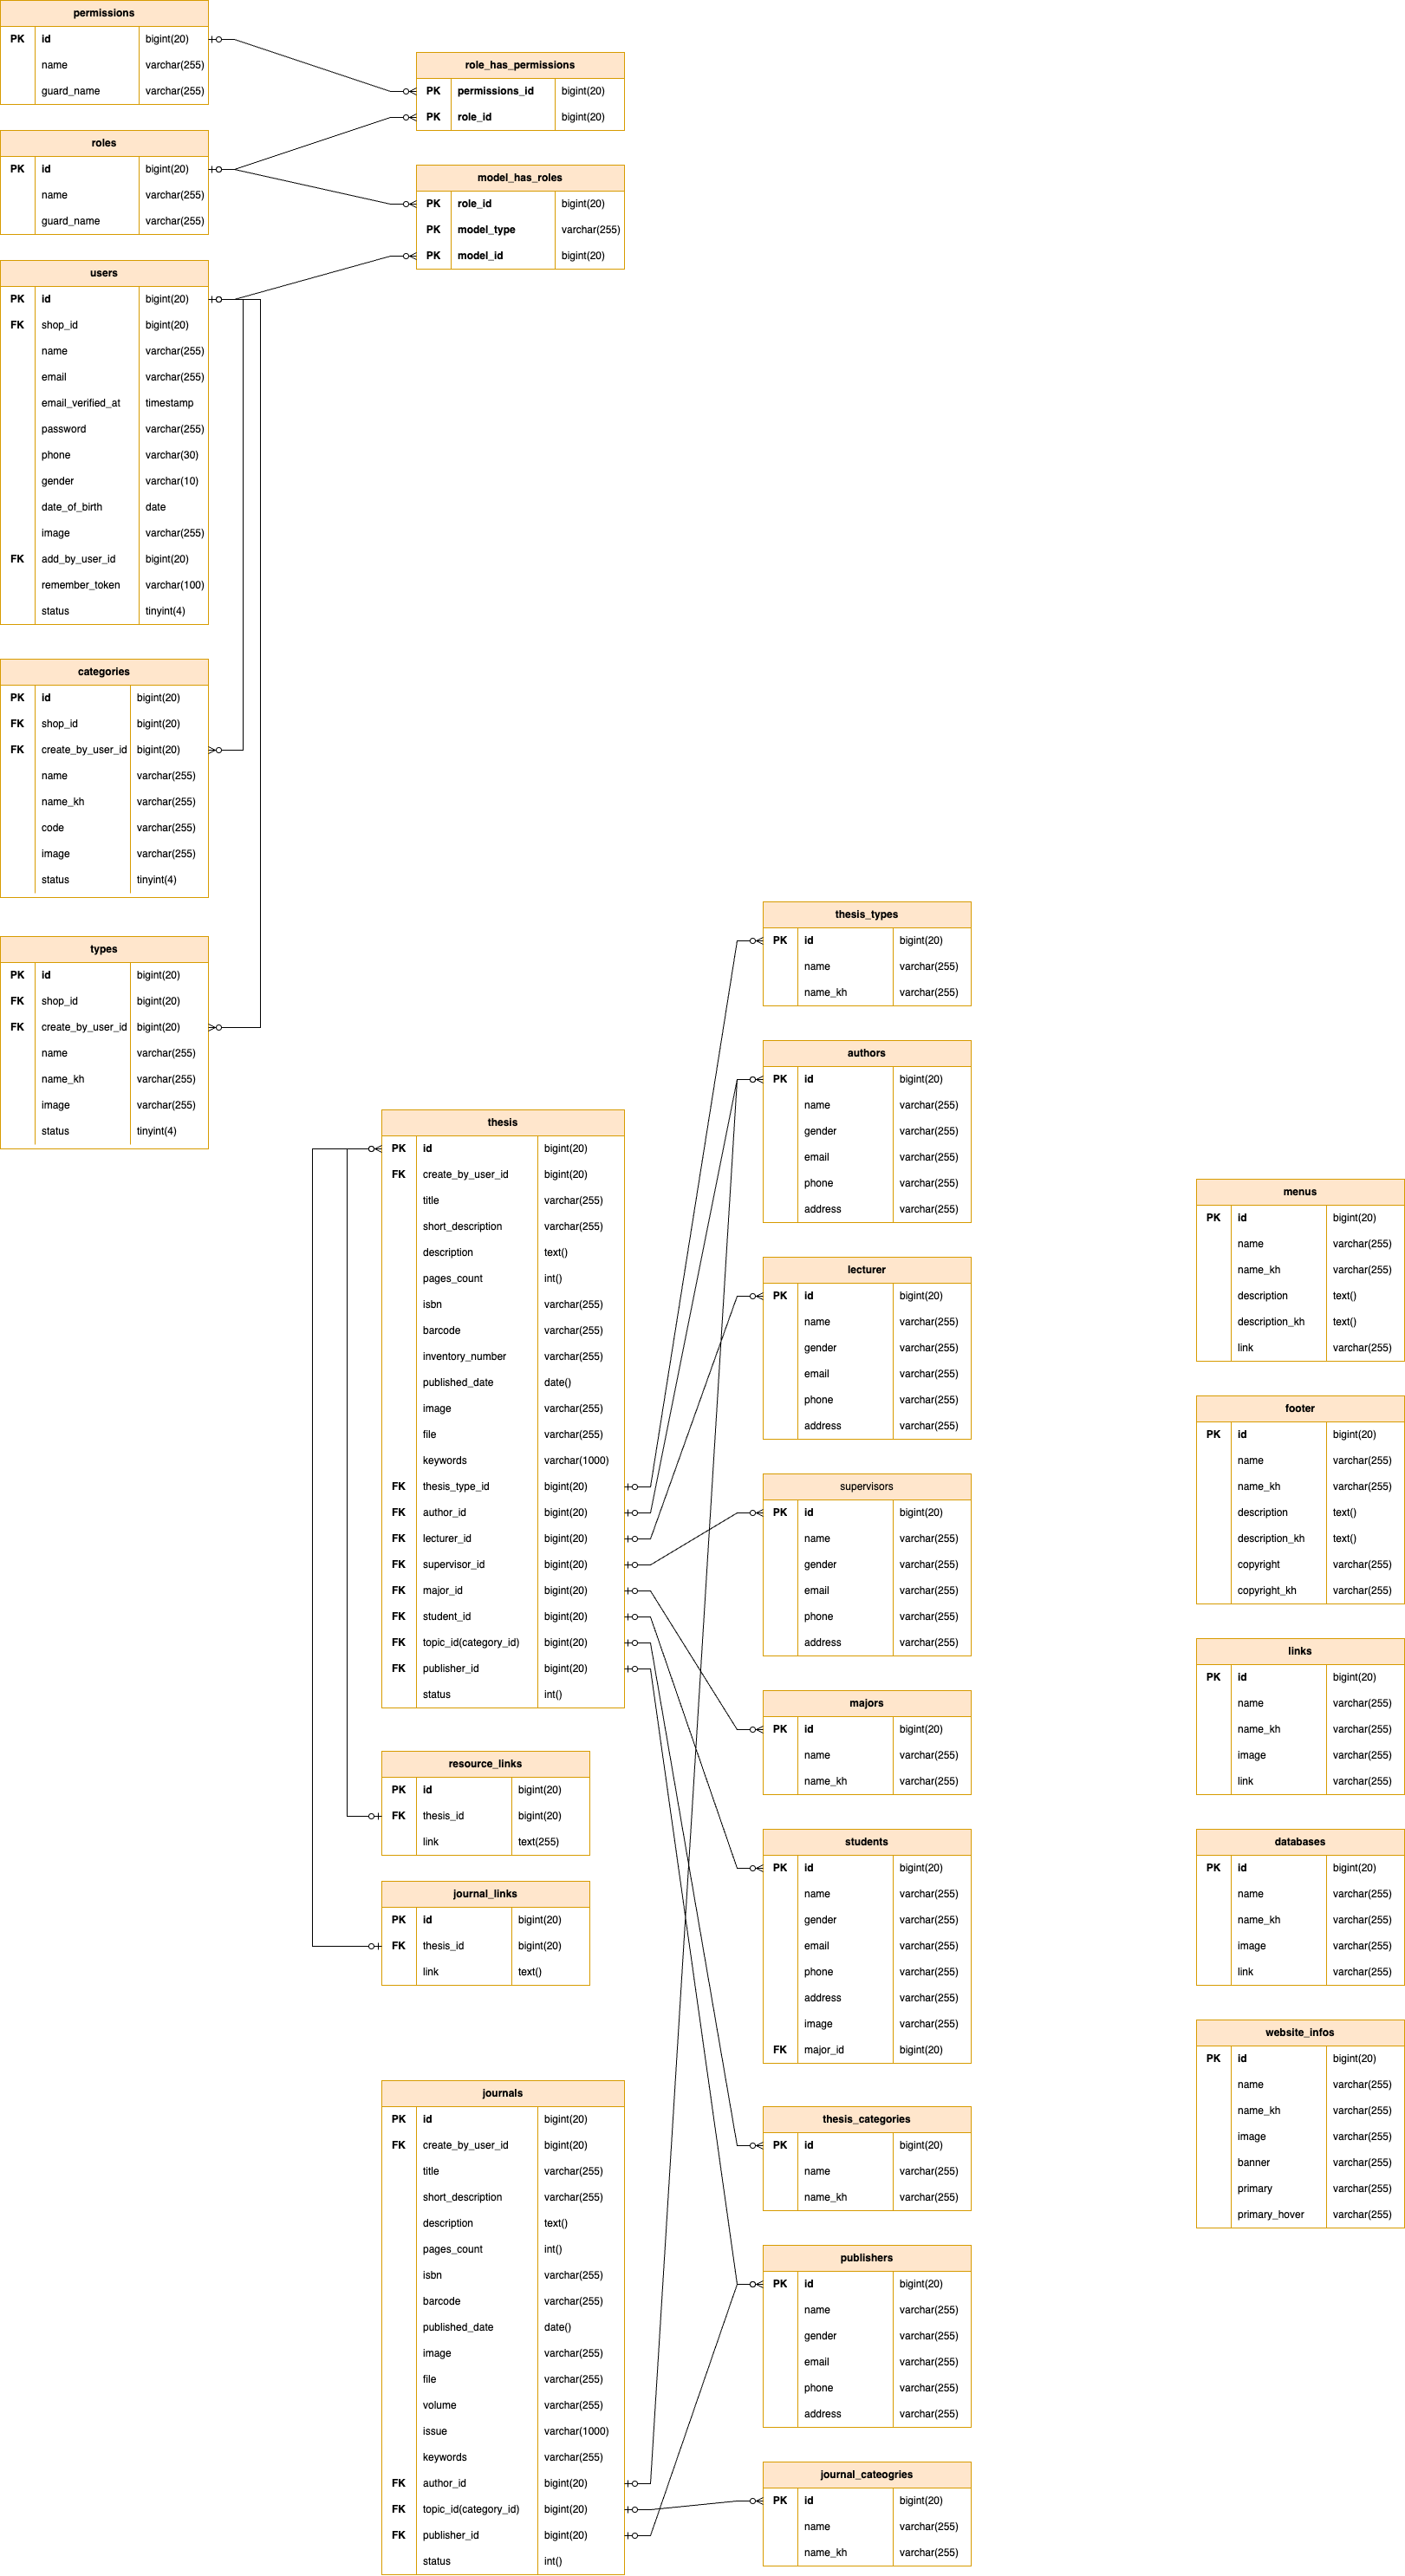 permissions
PK id bigint(20)
name varchar(255)
guard_name varchar(255)
roles
PK id bigint(20)
name varchar(255)
guard_name varchar(255)
users
PK id bigint(20)
FK shop_id bigint(20)
name varchar(255)
email varchar(255)
email_verified_at timestamp
password varchar(255)
phone varchar(30)
gender varchar(10)
date_of_birth date
image varchar(255)
FK add_by_user_id bigint(20)
remember_token varchar(100)
status tinyint(4)
categories
PK id bigint(20)
FK shop_id bigint(20)
FK create_by_user_id bigint(20)
name varchar(255)
name_kh varchar(255)
code varchar(255)
image varchar(255)
status tinyint(4)
types
PK id bigint(20)
FK shop_id bigint(20)
FK create_by_user_id bigint(20)
name varchar(255)
name_kh varchar(255)
image varchar(255)
status tinyint(4)
role_has_permissions
PK permissions_id bigint(20)
PK role_id bigint(20)
model_has_roles
PK role_id bigint(20)
PK model_type varchar(255)
PK model_id bigint(20)
thesis
PK id bigint(20)
FK create_by_user_id bigint(20)
title varchar(255)
short_description varchar(255)
description text()
pages_count int()
isbn varchar(255)
barcode varchar(255)
inventory_number varchar(255)
published_date date()
image varchar(255)
file varchar(255)
keywords varchar(1000)
FK thesis_type_id bigint(20)
FK author_id bigint(20)
FK lecturer_id bigint(20)
FK supervisor_id bigint(20)
FK major_id bigint(20)
FK student_id bigint(20)
FK topic_id(category_id) bigint(20)
FK publisher_id bigint(20)
status int()
resource_links
PK id bigint(20)
FK thesis_id bigint(20)
link text(255)
journal_links
PK id bigint(20)
FK thesis_id bigint(20)
link text()
journals
PK id bigint(20)
FK create_by_user_id bigint(20)
title varchar(255)
short_description varchar(255)
description text()
pages_count int()
isbn varchar(255)
barcode varchar(255)
published_date date()
image varchar(255)
file varchar(255)
volume varchar(255)
issue varchar(1000)
keywords varchar(255)
FK author_id bigint(20)
FK topic_id(category_id) bigint(20)
FK publisher_id bigint(20)
status int()
thesis_types
PK id bigint(20)
name varchar(255)
name_kh varchar(255)
authors
PK id bigint(20)
name varchar(255)
gender varchar(255)
email varchar(255)
phone varchar(255)
address varchar(255)
lecturer
PK id bigint(20)
name varchar(255)
gender varchar(255)
email varchar(255)
phone varchar(255)
address varchar(255)
supervisors
PK id bigint(20)
name varchar(255)
gender varchar(255)
email varchar(255)
phone varchar(255)
address varchar(255)
majors
PK id bigint(20)
name varchar(255)
name_kh varchar(255)
students
PK id bigint(20)
name varchar(255)
gender varchar(255)
email varchar(255)
phone varchar(255)
address varchar(255)
image varchar(255)
FK major_id bigint(20)
thesis_categories
PK id bigint(20)
name varchar(255)
name_kh varchar(255)
publishers
PK id bigint(20)
name varchar(255)
gender varchar(255)
email varchar(255)
phone varchar(255)
address varchar(255)
journal_cateogries
PK id bigint(20)
name varchar(255)
name_kh varchar(255)
menus
PK id bigint(20)
name varchar(255)
name_kh varchar(255)
description text()
description_kh text()
link varchar(255)
footer
PK id bigint(20)
name varchar(255)
name_kh varchar(255)
description text()
description_kh text()
copyright varchar(255)
copyright_kh varchar(255)
links
PK id bigint(20)
name varchar(255)
name_kh varchar(255)
image varchar(255)
link varchar(255)
databases
PK id bigint(20)
name varchar(255)
name_kh varchar(255)
image varchar(255)
link varchar(255)
website_infos
PK id bigint(20)
name varchar(255)
name_kh varchar(255)
image varchar(255)
banner varchar(255)
primary varchar(255)
primary_hover varchar(255)